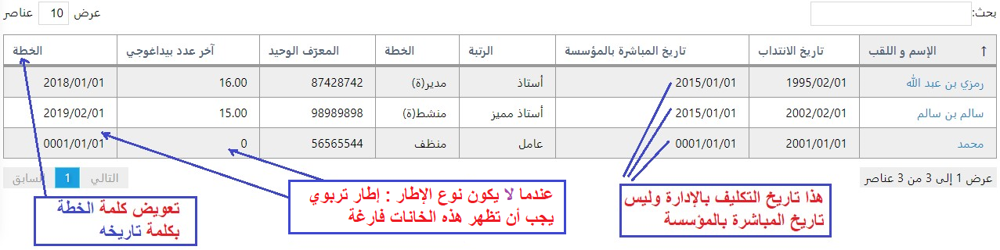 بحث:
عرض 10 عناصر
الإسم و اللقب ↑ تاريخ الانتداب تاريخ المباشرة بالمؤسسة الرتبة الخطة المعرّف الوحيد آخر عدد بيداغوجي الخطة
رمزي بن عبد الله 1995/02/01 2015/01/01 أستاذ مدير(ة) 87428742 16.00 2018/01/01
سالم بن سالم 2002/02/01 2015/01/01 أستاذ مميز منشط(ة) 98989898 15.00 2019/02/01
محمد 2001/01/01 0001/01/01 عامل منظف 56565544 0 0001/01/01
عرض 1 إلى 3 من 3 عناصر
السابق 1 التالي
هذا تاريخ التكليف بالإدارة وليس
تاريخ المباشرة بالمؤسسة
عندما لا يكون نوع الإطار : إطار تربوي
يجب أن تظهر هذه الخانات فارغة
تعويض كلمة الخطة
بكلمة تاريخه